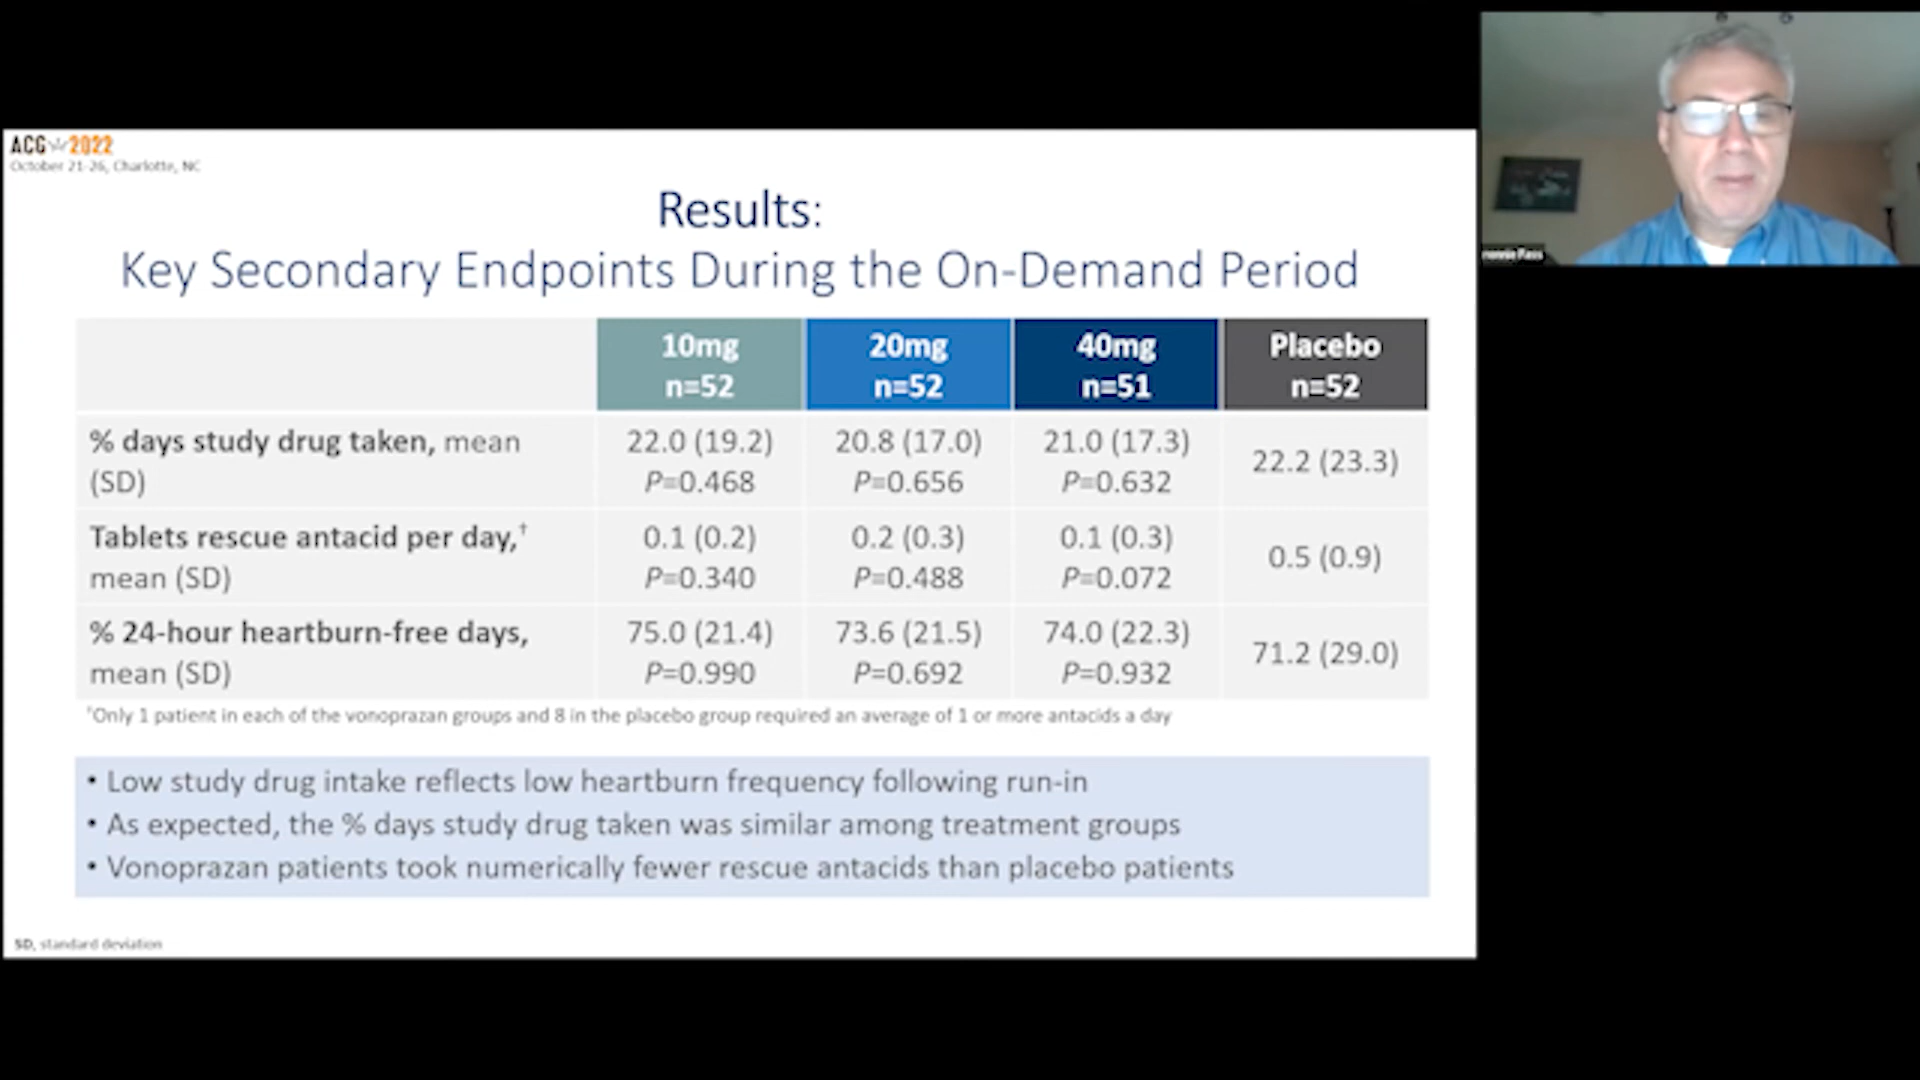 ACG 2022
October 21-26, Charlotte, NC
Results:
Key Secondary Endpoints During the On-Demand Period
10mg n=52 20mg n=52 40mg n=51 Placebo n=52
% days study drug taken, mean (SD) 22.0 (19.2) P=0.468 20.8 (17.0) P=0.656 21.0 (17.3) P=0.632 22.2 (23.3)
Tablets rescue antacid per day,† mean (SD) 0.1 (0.2) P=0.340 0.2 (0.3) P=0.488 0.1 (0.3) P=0.072 0.5 (0.9)
% 24-hour heartburn-free days, mean (SD) 75.0 (21.4) P=0.990 73.6 (21.5) P=0.692 74.0 (22.3) P=0.932 71.2 (29.0)
†Only 1 patient in each of the vonoprazan groups and 8 in the placebo group required an average of 1 or more antacids a day
• Low study drug intake reflects low heartburn frequency following run-in
• As expected, the % days study drug taken was similar among treatment groups
• Vonoprazan patients took numerically fewer rescue antacids than placebo patients
SD, standard deviation